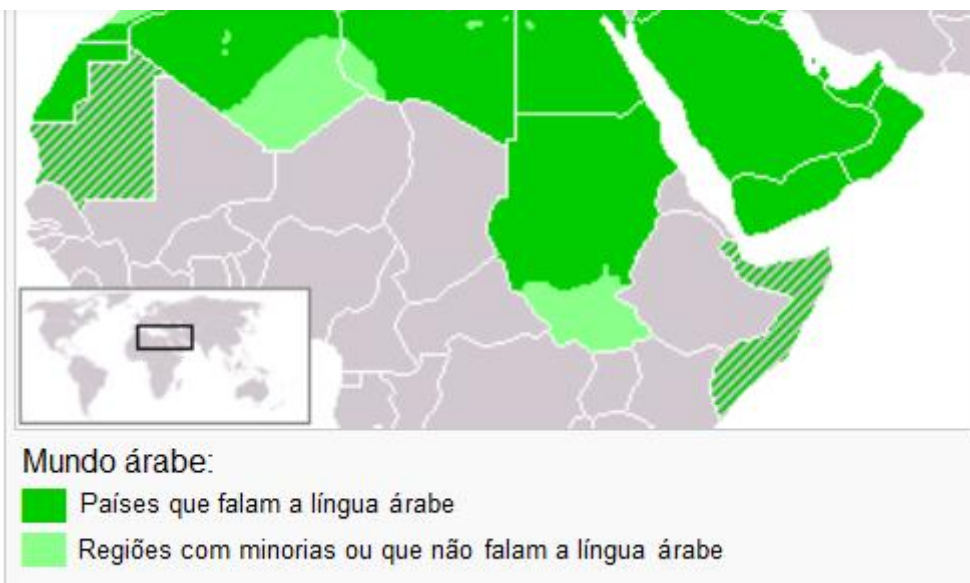 Mundo árabe:
Países que falam a língua árabe
Regiões com minorias ou que não falam a língua árabe